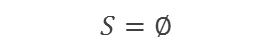 𝑆 = ∅